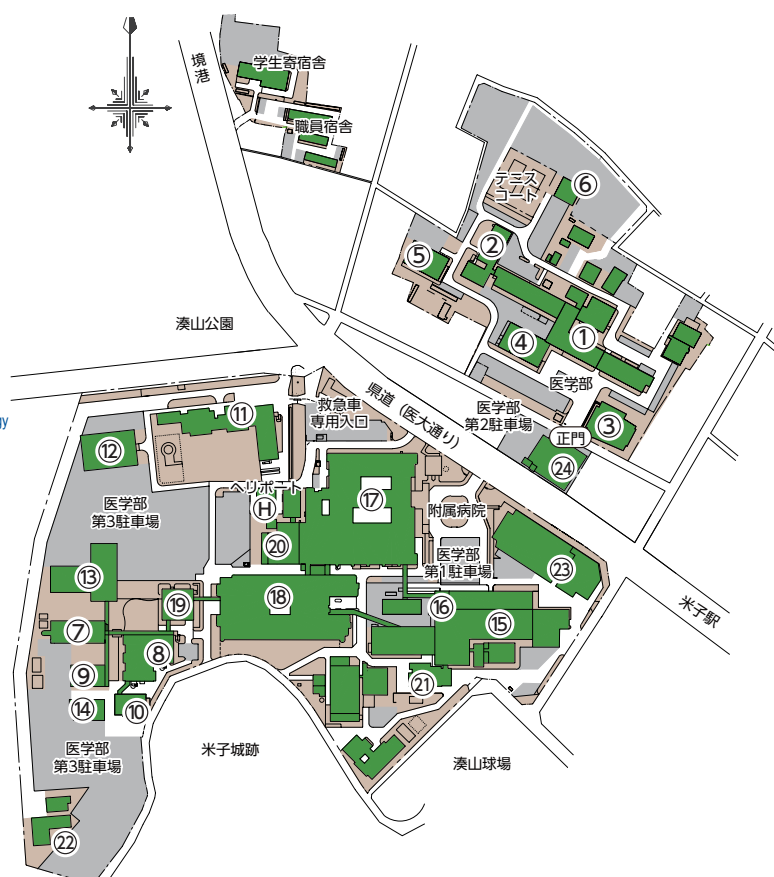 境港
学生寄宿舎
職員宿舎
テニス
コート
⑥
②
⑤
①
④
湊山公園
医学部
県道（医大通り）
救急車
専用入口
医学部
第2駐車場
③
正門
㉔
gy
⑪
⑫
ヘリポート
H
⑰
附属病院
医学部
第3駐車場
⑳
医学部
第1駐車場
㉓
⑬
⑲
⑱
⑯
⑮
米子駅
⑦
⑧
⑨
㉑
⑭
⑩
医学部
第3駐車場
米子城跡
湊山球場
㉒